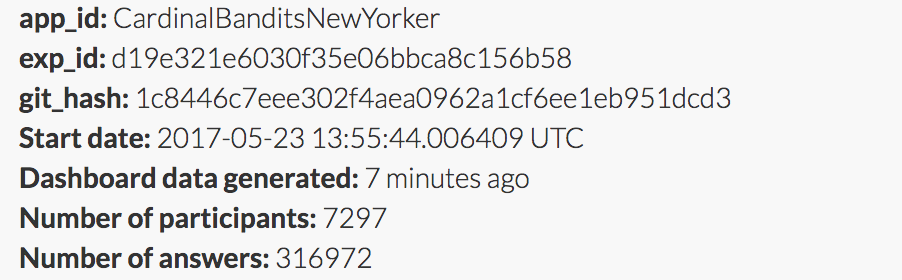 app_id: CardinalBanditsNewYorker
exp_id: d19e321e6030f35e06bbca8c156b58
git_hash: 1c8446c7eee302f4aea0962a1cf6ee1eb951dcd3
Start date: 2017-05-23 13:55:44.006409 UTC
Dashboard data generated: 7 minutes ago
Number of participants: 7297
Number of answers: 316972